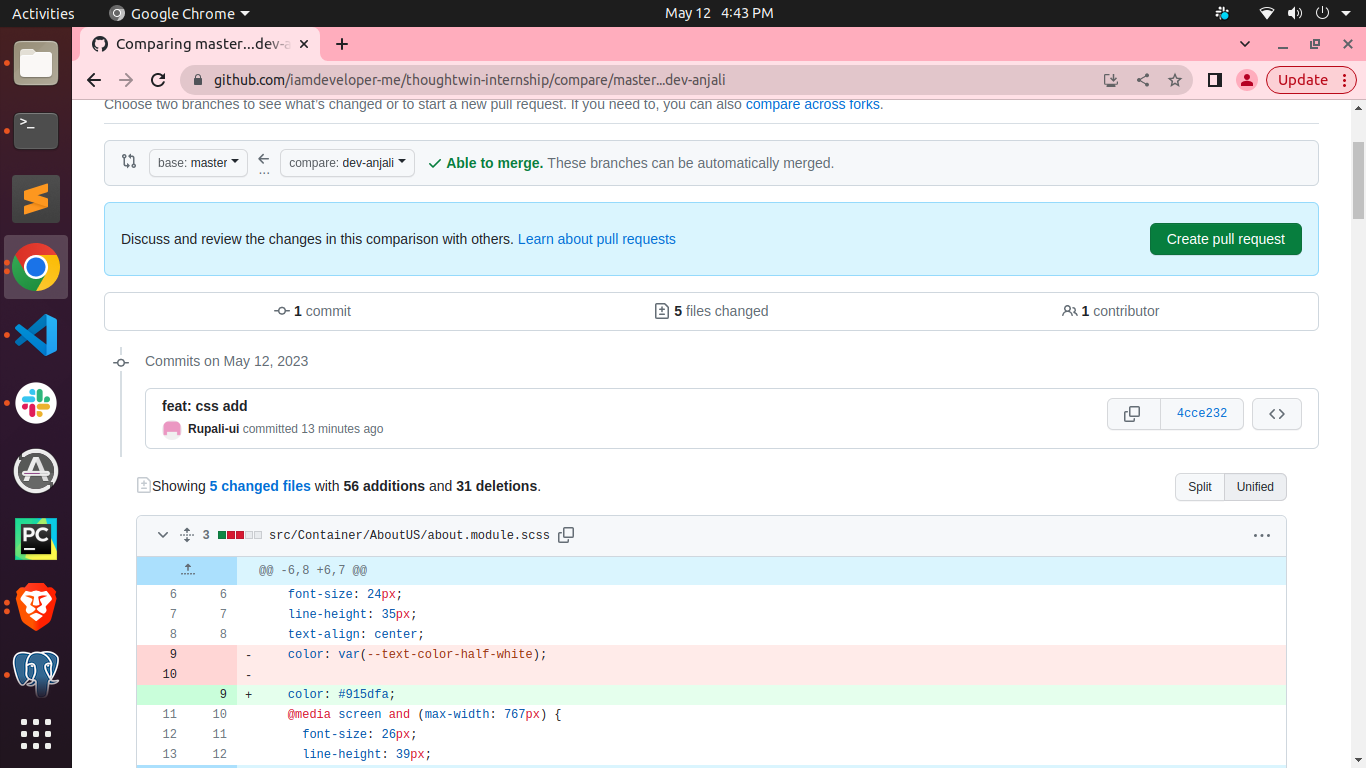 Activities Google Chrome May 12 4:43 PM
Comparing master...dev-a
github.com/iamdeveloper-me/thoughtwin-internship/compare/master...dev-anjali Update
Choose two branches to see what's changed or to start a new pull request. If you need to, you can also compare across forks.
base: master compare: dev-anjali Able to merge. These branches can be automatically merged.
Discuss and review the changes in this comparison with others. Learn about pull requests Create pull request
1 commit 5 files changed 1 contributor
Commits on May 12, 2023
feat: css add
Rupali-ui committed 13 minutes ago 4cce232
Showing 5 changed files with 56 additions and 31 deletions. Split Unified
3 src/Container/AboutUS/about.module.scss
@@ -6,8 +6,7 @@
6 6 font-size: 24px;
7 7 line-height: 35px;
8 8 text-align: center;
9 - color: var(--text-color-half-white);
10 -
9 + color: #915dfa;
11 10 @media screen and (max-width: 767px) {
12 11 font-size: 26px;
13 12 line-height: 39px;